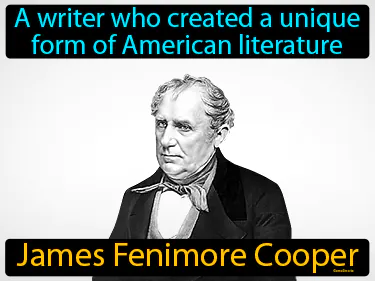 A writer who created a unique
form of American literature
James Fenimore Cooper